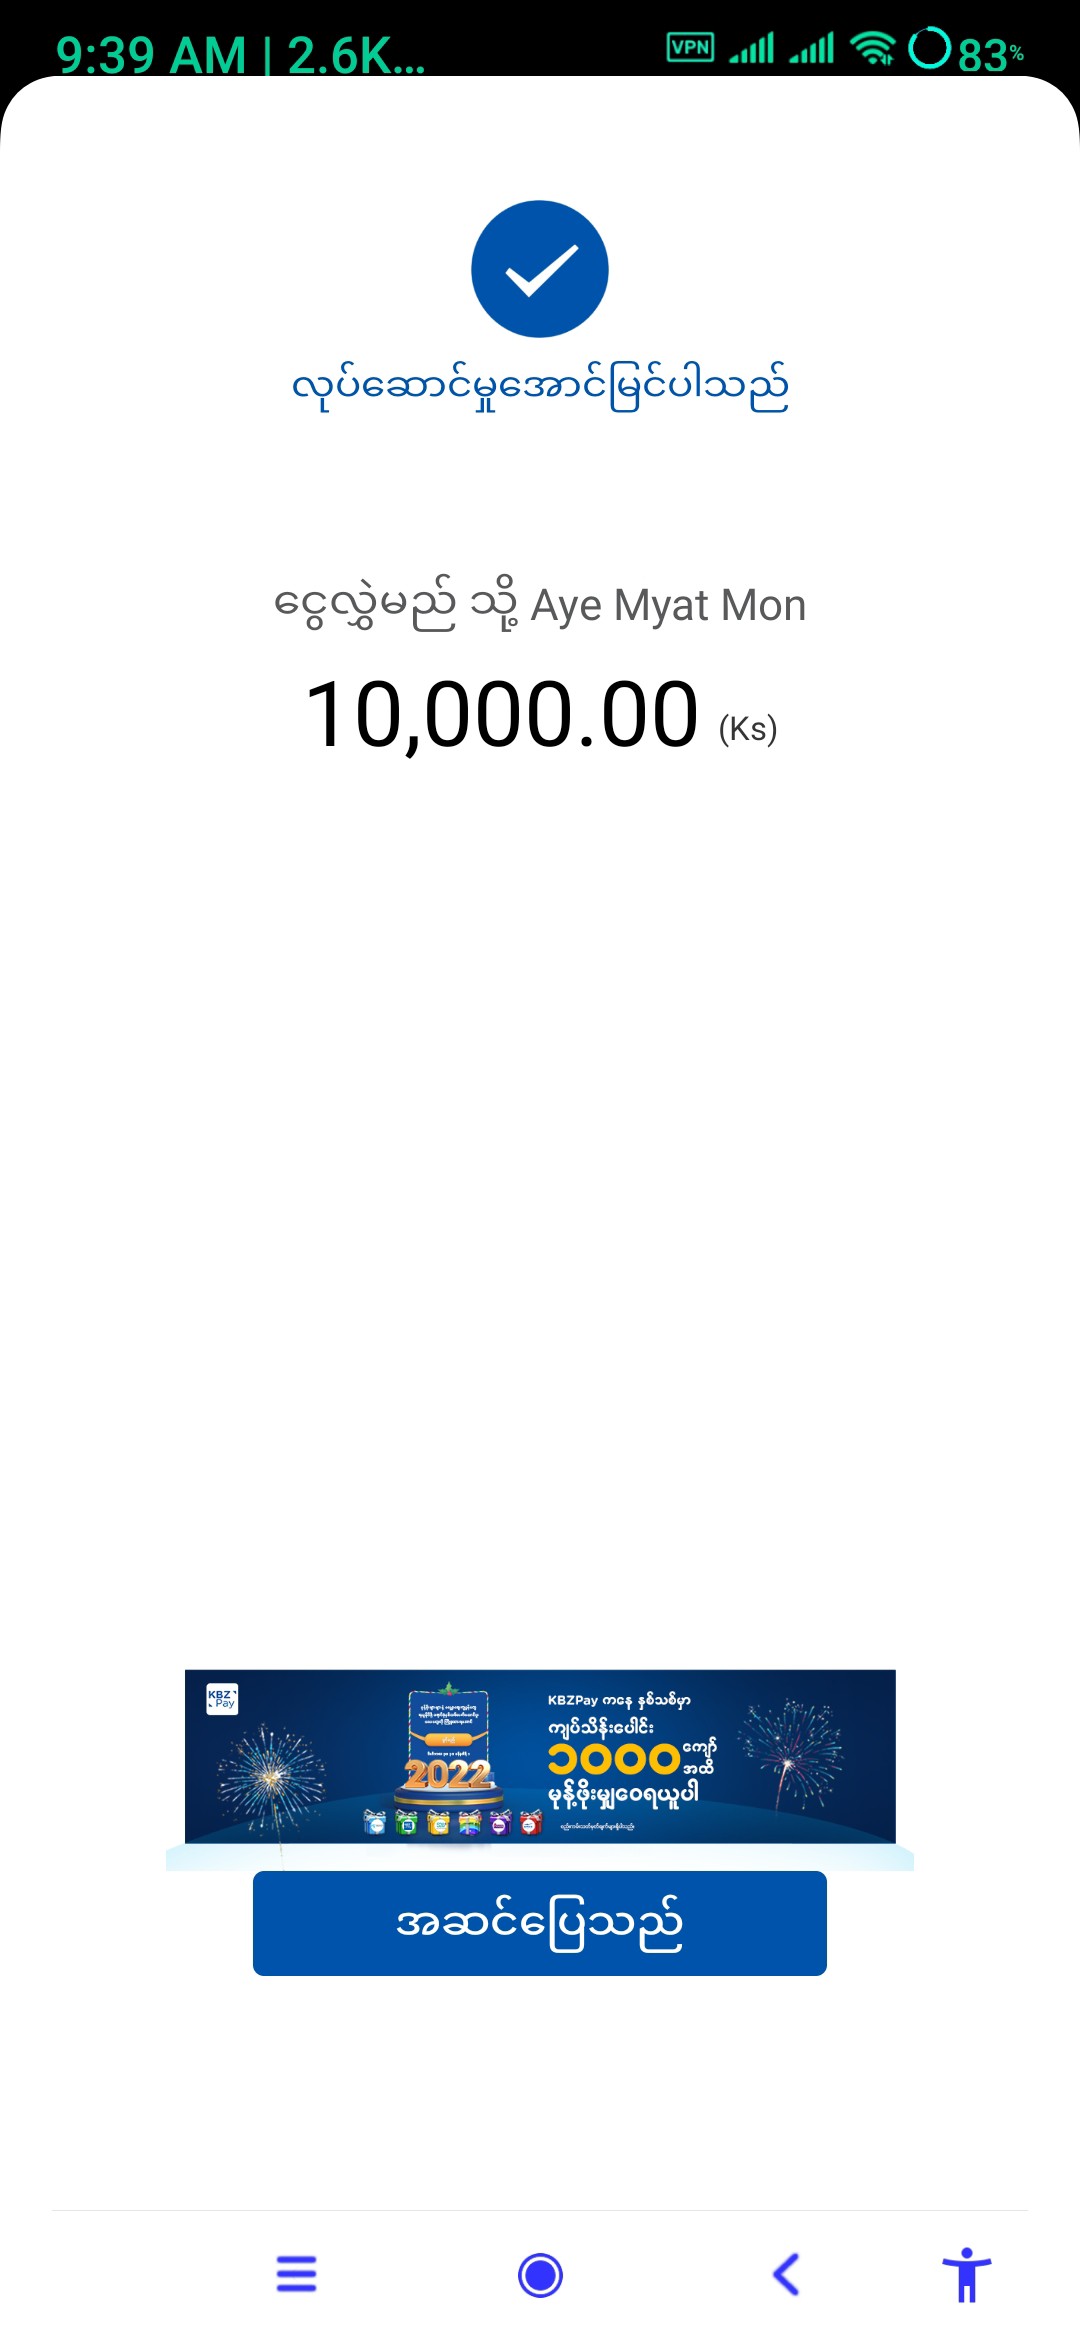 9:39 AM | 2.6K...
VPN
83%
လုပ်ဆောင်မှုအောင်မြင်ပါသည်
ငွေလွှဲမည် သို့ Aye Myat Mon
10,000.00 (Ks)
KBZ Pay
KBZPay ကနေ နှစ်သစ်မှာ
ကျပ်သိန်းပေါင်း
၁၀၀၀ ကျော် အထိ
မုန့်ဖိုးမျှဝေရယူပါ
2022
အဆင်ပြေသည်